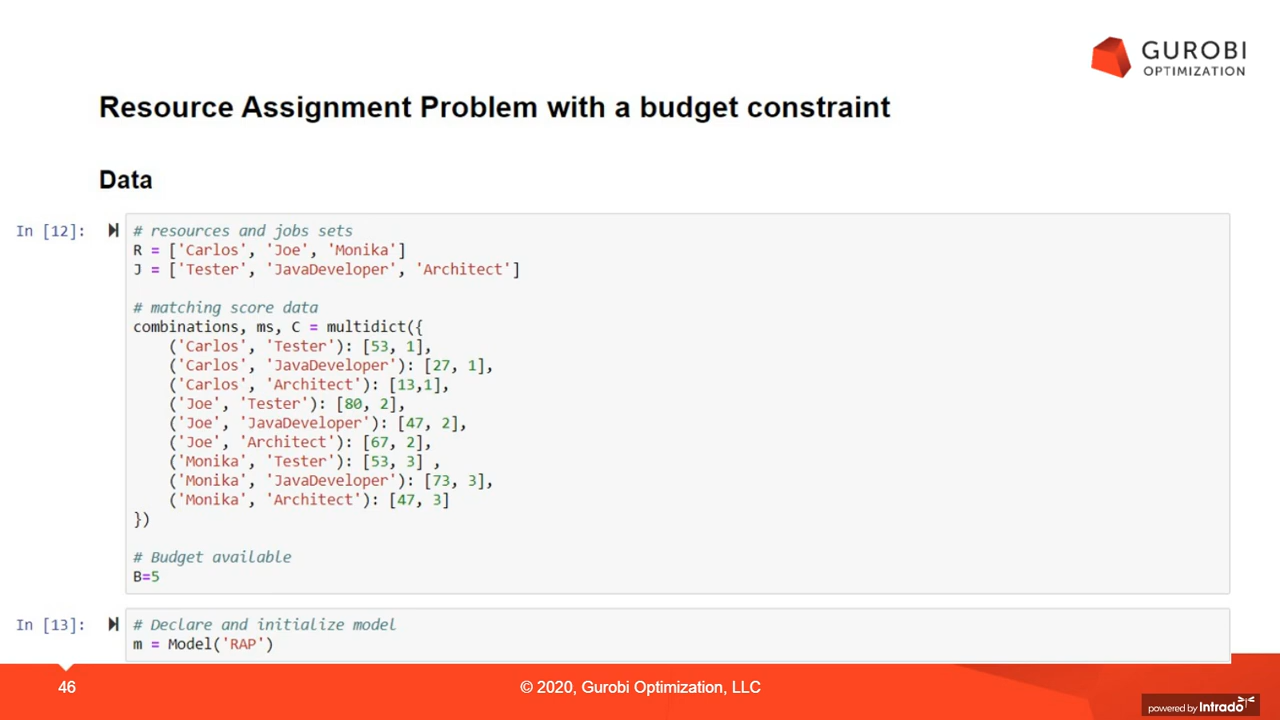 GUROBI
OPTIMIZATION
Resource Assignment Problem with a budget constraint
Data
In [12]:
# resources and jobs sets
R = ['Carlos', 'Joe', 'Monika']
J = ['Tester', 'JavaDeveloper', 'Architect']
# matching score data
combinations, ms, C = multidict({
    ('Carlos', 'Tester'): [53, 1],
    ('Carlos', 'JavaDeveloper'): [27, 1],
    ('Carlos', 'Architect'): [13,1],
    ('Joe', 'Tester'): [80, 2],
    ('Joe', 'JavaDeveloper'): [47, 2],
    ('Joe', 'Architect'): [67, 2],
    ('Monika', 'Tester'): [53, 3] ,
    ('Monika', 'JavaDeveloper'): [73, 3],
    ('Monika', 'Architect'): [47, 3]
})
# Budget available
B=5
In [13]:
# Declare and initialize model
m = Model('RAP')
46
© 2020, Gurobi Optimization, LLC
powered by Intrado